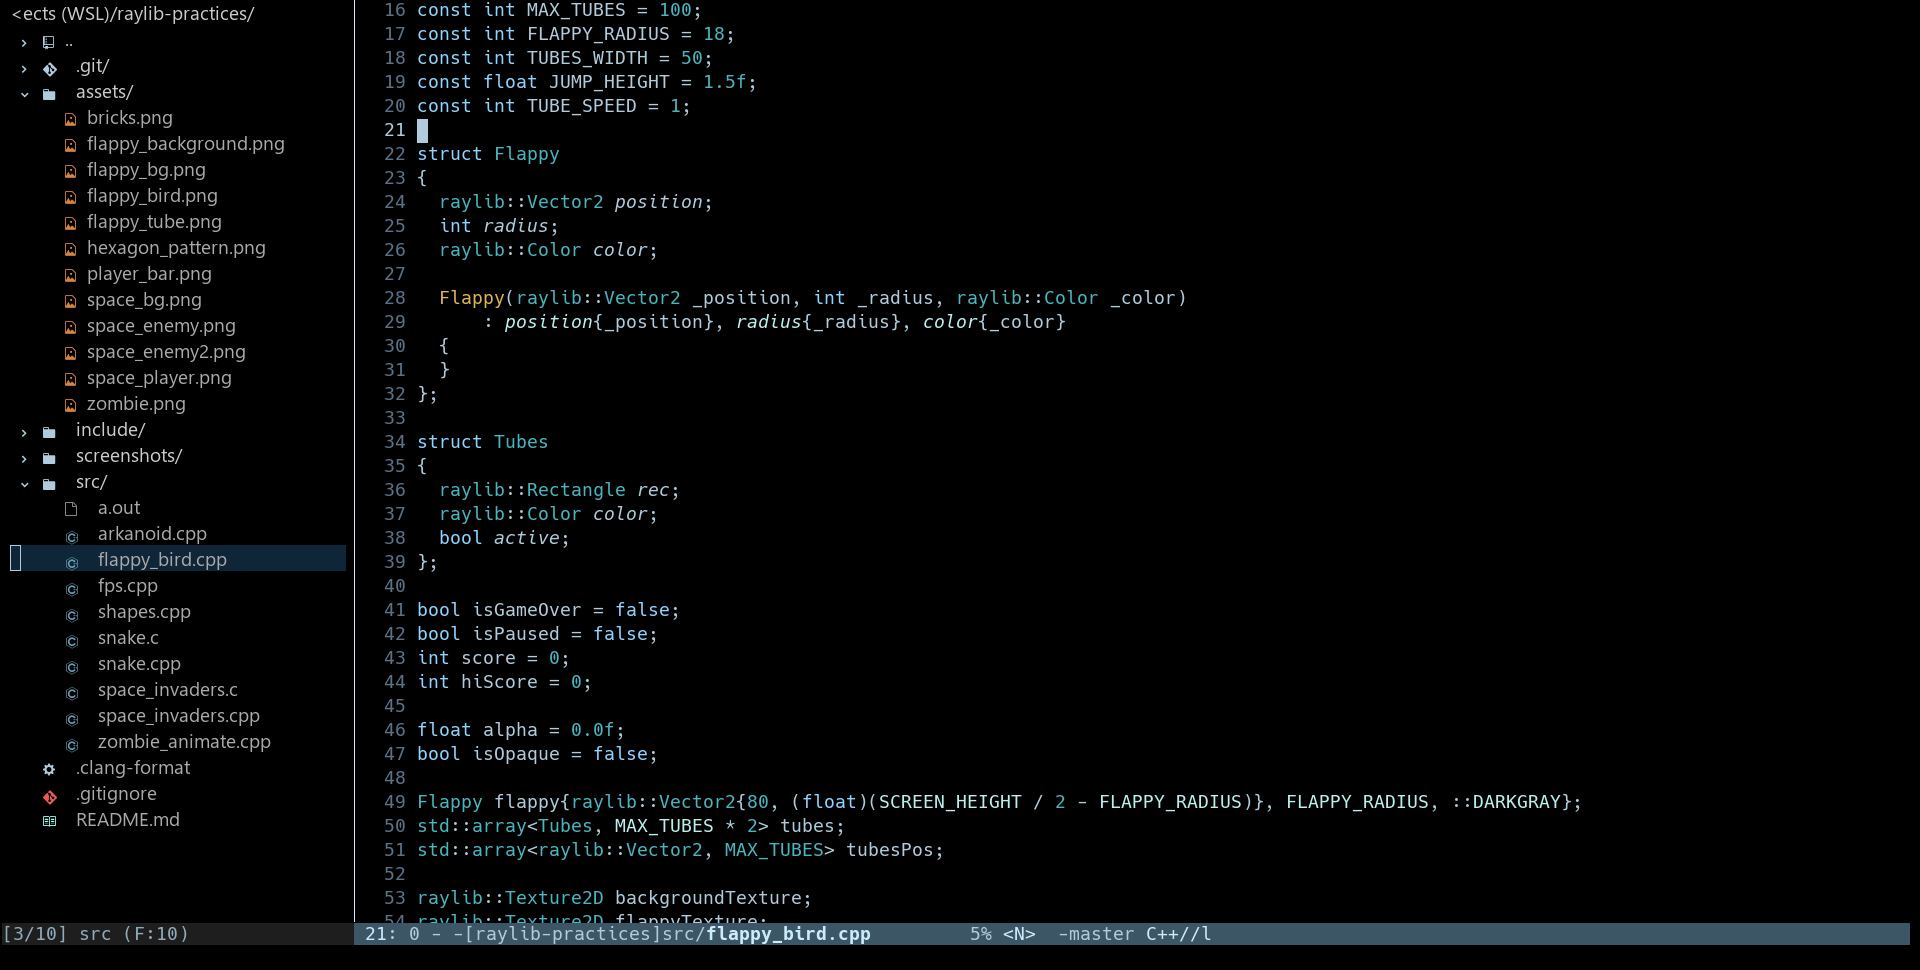 <ects (WSL)/raylib-practices/
..
.git/
assets/
bricks.png
flappy_background.png
flappy_bg.png
flappy_bird.png
flappy_tube.png
hexagon_pattern.png
player_bar.png
space_bg.png
space_enemy.png
space_enemy2.png
space_player.png
zombie.png
include/
screenshots/
src/
a.out
arkanoid.cpp
flappy_bird.cpp
fps.cpp
shapes.cpp
snake.c
snake.cpp
space_invaders.c
space_invaders.cpp
zombie_animate.cpp
.clang-format
.gitignore
README.md
[3/10] src (F:10)
16 const int MAX_TUBES = 100;
17 const int FLAPPY_RADIUS = 18;
18 const int TUBES_WIDTH = 50;
19 const float JUMP_HEIGHT = 1.5f;
20 const int TUBE_SPEED = 1;
21
22 struct Flappy
23 {
24   raylib::Vector2 position;
25   int radius;
26   raylib::Color color;
27
28   Flappy(raylib::Vector2 _position, int _radius, raylib::Color _color)
29       : position{_position}, radius{_radius}, color{_color}
30   {
31   }
32 };
33
34 struct Tubes
35 {
36   raylib::Rectangle rec;
37   raylib::Color color;
38   bool active;
39 };
40
41 bool isGameOver = false;
42 bool isPaused = false;
43 int score = 0;
44 int hiScore = 0;
45
46 float alpha = 0.0f;
47 bool isOpaque = false;
48
49 Flappy flappy{raylib::Vector2{80, (float)(SCREEN_HEIGHT / 2 - FLAPPY_RADIUS)}, FLAPPY_RADIUS, ::DARKGRAY};
50 std::array<Tubes, MAX_TUBES * 2> tubes;
51 std::array<raylib::Vector2, MAX_TUBES> tubesPos;
52
53 raylib::Texture2D backgroundTexture;
54 raylib::Texture2D flappyTexture;
21: 0 - -[raylib-practices]src/flappy_bird.cpp 5% <N> -master C++//l